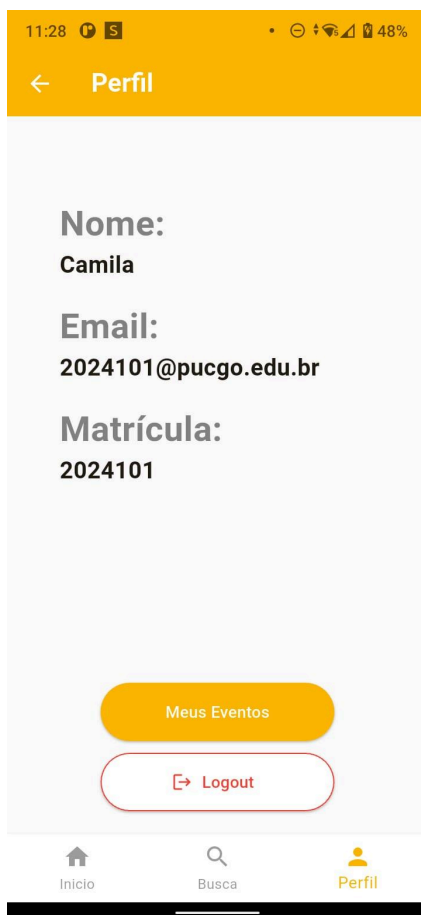 11:28 S 48%
Perfil
Nome:
Camila
Email:
2024101@pucgo.edu.br
Matrícula:
2024101
Meus Eventos
Logout
Inicio Busca Perfil